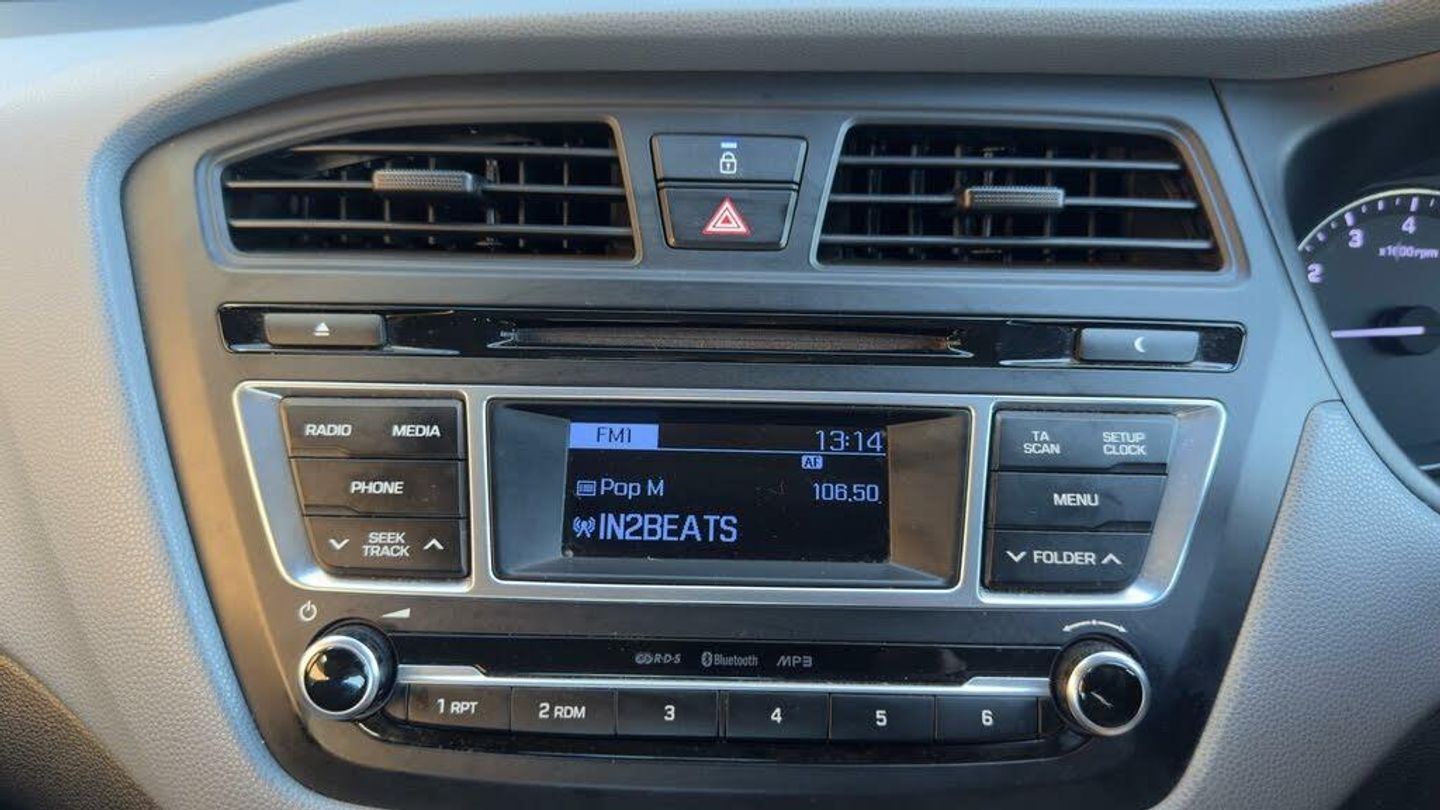 3
4
x1000rpm
2
RADIO MEDIA
PHONE
SEEK
TRACK
FM1 13:14
AF
Pop M 106.50
IN2BEATS
TA
SCAN
SETUP
CLOCK
MENU
FOLDER
R·D·S Bluetooth MP3
1 RPT 2 RDM 3 4 5 6